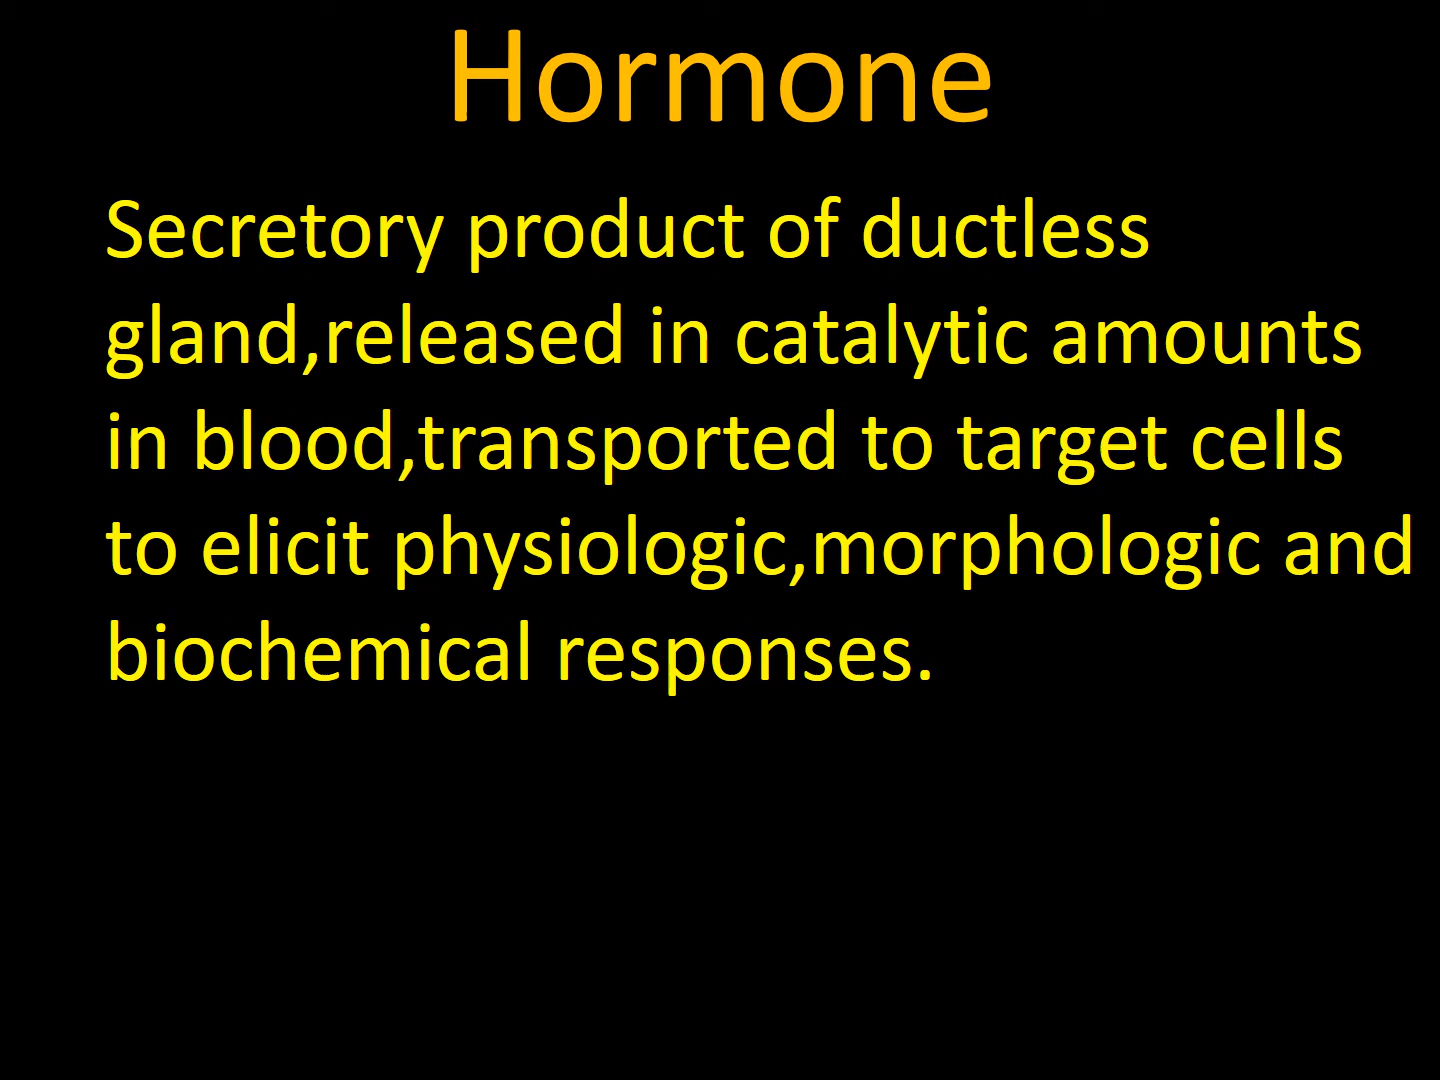 Hormone
Secretory product of ductless
gland,released in catalytic amounts
in blood,transported to target cells
to elicit physiologic,morphologic and
biochemical responses.